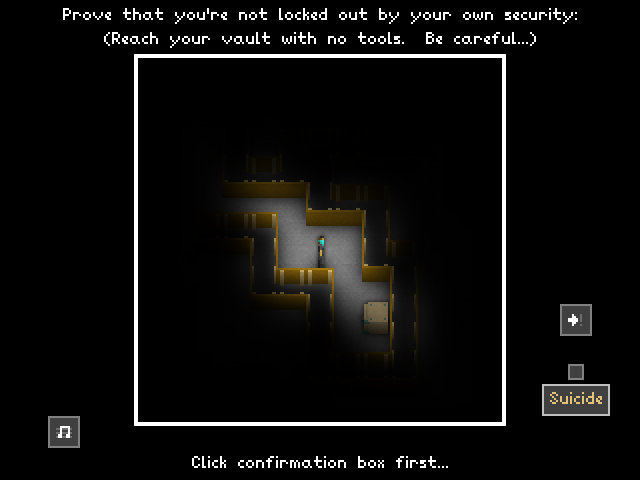 Prove that you're not locked out by your own security:
(Reach your vault with no tools.  Be careful...)
Suicide
Click confirmation box first...